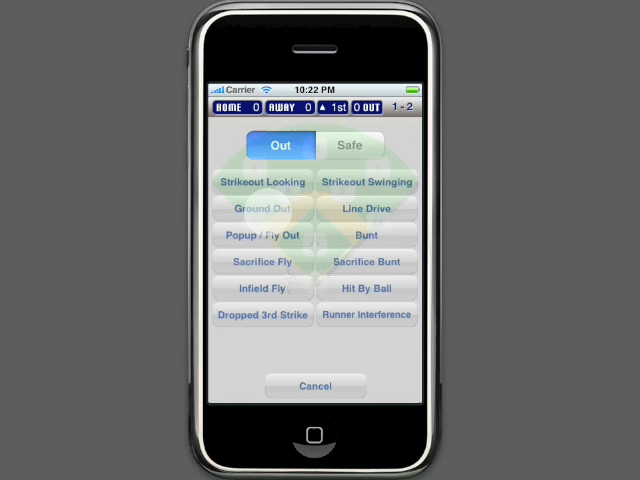 Carrier 10:22 PM
HOME 0 AWAY 0 ▲ 1st 0 OUT 1 - 2
Out Safe
Strikeout Looking Strikeout Swinging
Ground Out Line Drive
Popup / Fly Out Bunt
Sacrifice Fly Sacrifice Bunt
Infield Fly Hit By Ball
Dropped 3rd Strike Runner Interference
Cancel